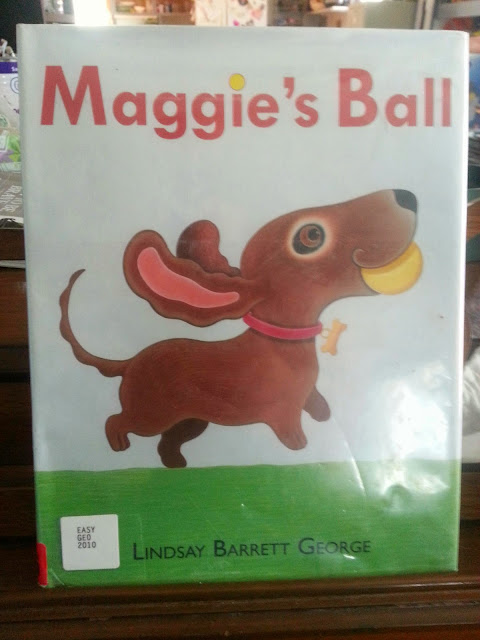 Maggie's Ball
EASY
GEO
2010
LINDSAY BARRETT GEORGE